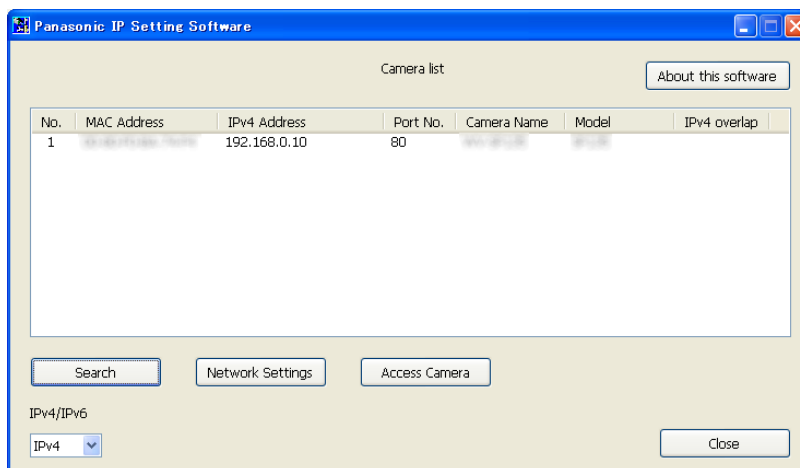 Panasonic IP Setting Software
Camera list
About this software
No. MAC Address IPv4 Address Port No. Camera Name Model IPv4 overlap
1 192.168.0.10 80
Search Network Settings Access Camera
IPv4/IPv6
IPv4
Close